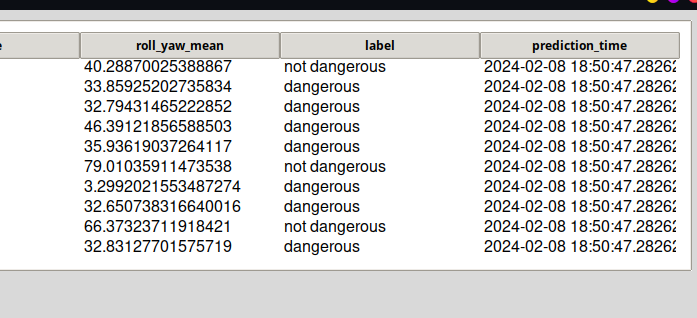 roll_yaw_mean label prediction_time
40.28870025388867 not dangerous 2024-02-08 18:50:47.28262
33.85925202735834 dangerous 2024-02-08 18:50:47.28262
32.79431465222852 dangerous 2024-02-08 18:50:47.28262
46.39121856588503 dangerous 2024-02-08 18:50:47.28262
35.93619037264117 dangerous 2024-02-08 18:50:47.28262
79.01035911473538 not dangerous 2024-02-08 18:50:47.28262
3.2992021553487274 dangerous 2024-02-08 18:50:47.28262
32.650738316640016 dangerous 2024-02-08 18:50:47.28262
66.37323711918421 not dangerous 2024-02-08 18:50:47.28262
32.83127701575719 dangerous 2024-02-08 18:50:47.28262